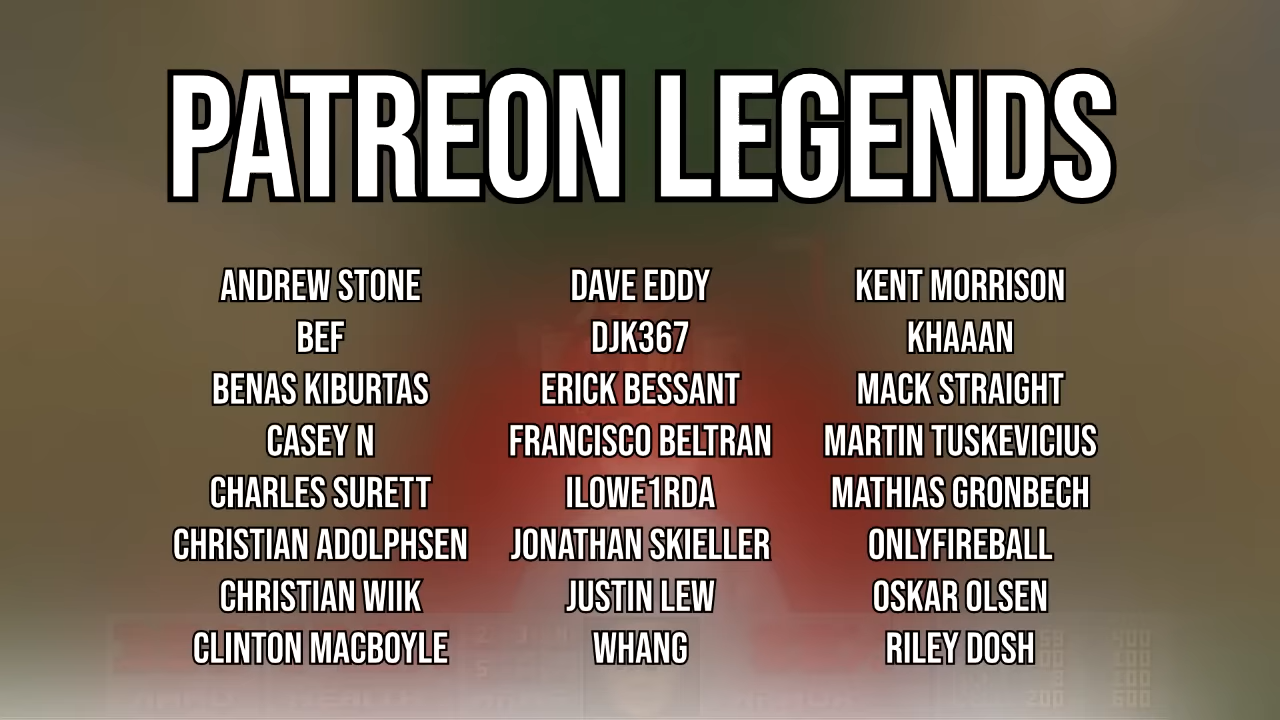 PATREON LEGENDS
ANDREW STONE
BEF
BENAS KIBURTAS
CASEY N
CHARLES SURETT
CHRISTIAN ADOLPHSEN
CHRISTIAN WIIK
CLINTON MACBOYLE
DAVE EDDY
DJK367
ERICK BESSANT
FRANCISCO BELTRAN
ILOWE1RDA
JONATHAN SKIELLER
JUSTIN LEW
WHANG
KENT MORRISON
KHAAAN
MACK STRAIGHT
MARTIN TUSKEVICIUS
MATHIAS GRONBECH
ONLYFIREBALL
OSKAR OLSEN
RILEY DOSH